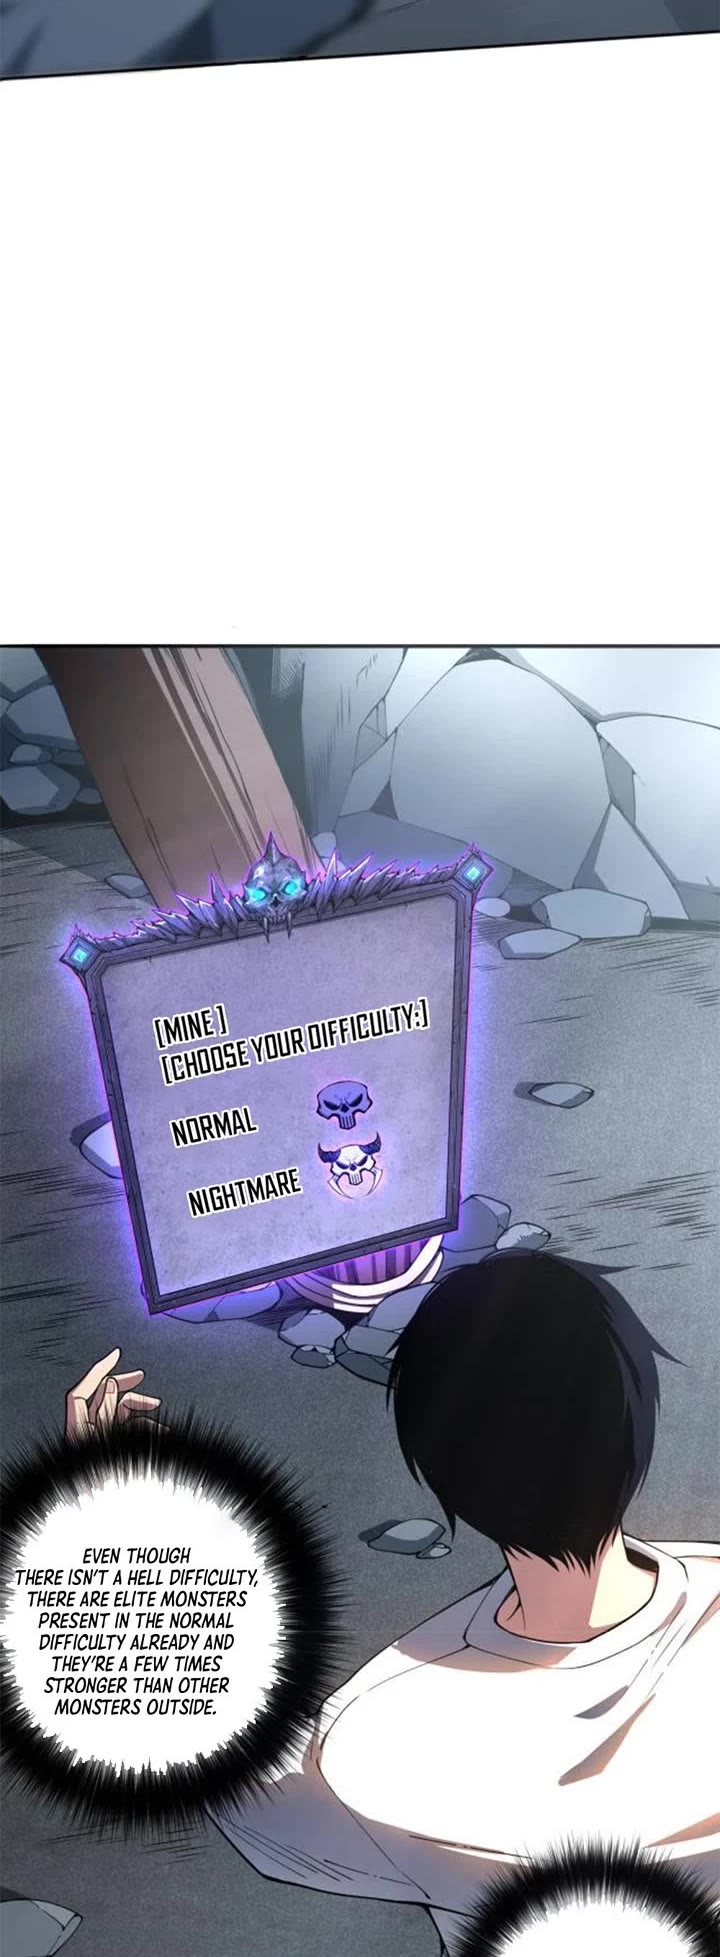 [MINE ]
[CHOOSE YOUR DIFFICULTY:]
NORMAL
NIGHTMARE
EVEN THOUGH
THERE ISN'T A HELL DIFFICULTY,
THERE ARE ELITE MONSTERS
PRESENT IN THE NORMAL
DIFFICULTY ALREADY AND
THEY'RE A FEW TIMES
STRONGER THAN OTHER
MONSTERS OUTSIDE.